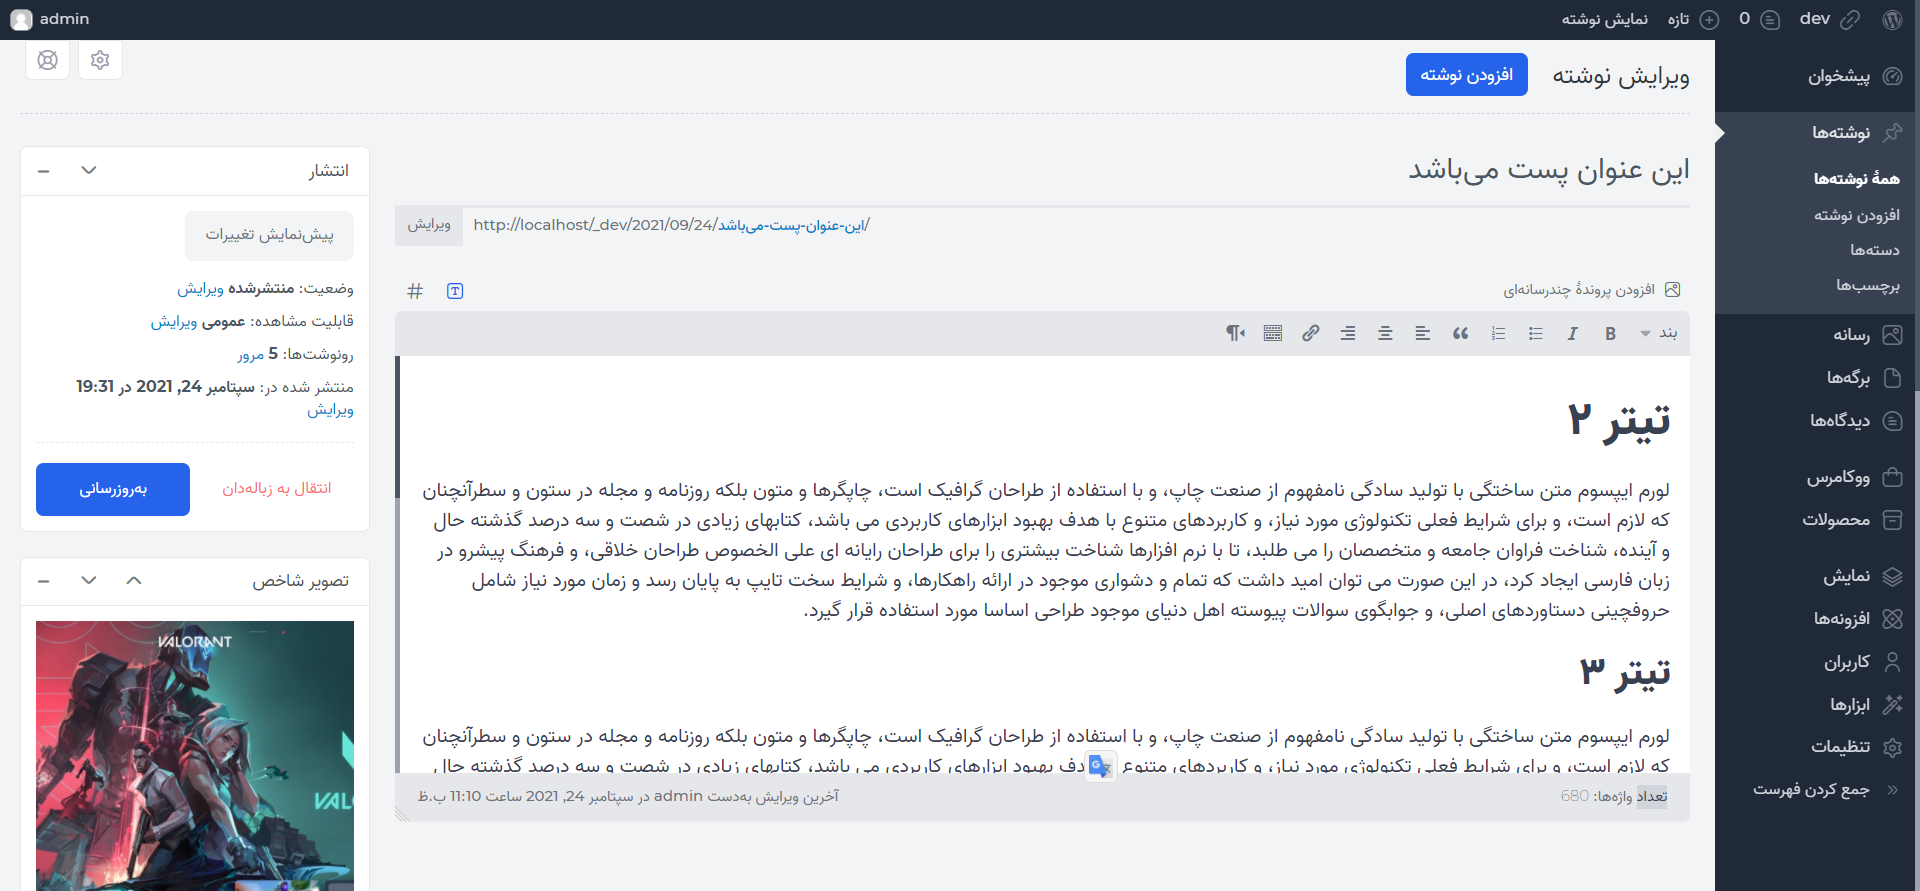 dev
0
تازه
نمایش نوشته
admin
پیشخوان
نوشته‌ها
همهٔ نوشته‌ها
افزودن نوشته
دسته‌ها
برچسب‌ها
رسانه
برگه‌ها
دیدگاه‌ها
ووکامرس
محصولات
نمایش
افزونه‌ها
کاربران
ابزارها
تنظیمات
جمع کردن فهرست
ویرایش نوشته
افزودن نوشته
این عنوان پست می‌باشد
http://localhost/_dev/2021/09/24/این-عنوان-پست-می‌باشد/
ویرایش
افزودن پروندهٔ چندرسانه‌ای
بند
تیتر ۲
لورم ایپسوم متن ساختگی با تولید سادگی نامفهوم از صنعت چاپ، و با استفاده از طراحان گرافیک است، چاپگرها و متون بلکه روزنامه و مجله در ستون و سطرآنچنان
که لازم است، و برای شرایط فعلی تکنولوژی مورد نیاز، و کاربردهای متنوع با هدف بهبود ابزارهای کاربردی می باشد، کتابهای زیادی در شصت و سه درصد گذشته حال
و آینده، شناخت فراوان جامعه و متخصصان را می طلبد، تا با نرم افزارها شناخت بیشتری را برای طراحان رایانه ای علی الخصوص طراحان خلاقی، و فرهنگ پیشرو در
زبان فارسی ایجاد کرد، در این صورت می توان امید داشت که تمام و دشواری موجود در ارائه راهکارها، و شرایط سخت تایپ به پایان رسد و زمان مورد نیاز شامل
حروفچینی دستاوردهای اصلی، و جوابگوی سوالات پیوسته اهل دنیای موجود طراحی اساسا مورد استفاده قرار گیرد.
تیتر ۳
لورم ایپسوم متن ساختگی با تولید سادگی نامفهوم از صنعت چاپ، و با استفاده از طراحان گرافیک است، چاپگرها و متون بلکه روزنامه و مجله در ستون و سطرآنچنان
که لازم است، و برای شرایط فعلی تکنولوژی مورد نیاز، و کاربردهای متنوع دف بهبود ابزارهای کاربردی می باشد، کتابهای زیادی در شصت و سه درصد گذشته حال
تعداد واژه‌ها: 680
آخرین ویرایش به‌دست admin در سپتامبر 24, 2021 ساعت 11:10 ب.ظ
انتشار
پیش‌نمایش تغییرات
وضعیت: منتشرشده ویرایش
قابلیت مشاهده: عمومی ویرایش
رونوشت‌ها: 5 مرور
منتشر شده در: سپتامبر 24, 2021 در 19:31
ویرایش
انتقال به زباله‌دان
به‌روزرسانی
تصویر شاخص
VALORANT